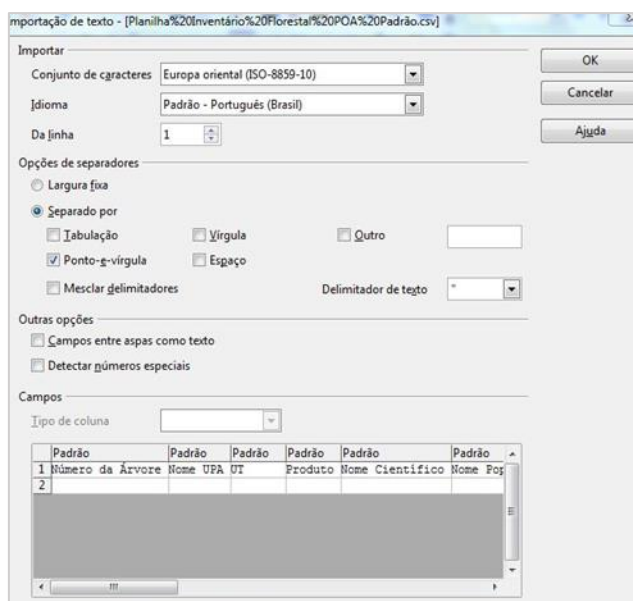 mportação de texto - [Planilha%20Inventário%20Florestal%20POA%20Padrão.csv]
Importar
Conjunto de caracteres Europa oriental (ISO-8859-10)
Idioma Padrão - Português (Brasil)
Da linha 1
OK
Cancelar
Ajuda
Opções de separadores
Largura fixa
Separado por
Tabulação Vírgula Outro
Ponto-e-vírgula Espaço
Mesclar delimitadores Delimitador de texto "
Outras opções
Campos entre aspas como texto
Detectar números especiais
Campos
Tipo de coluna
Padrão Padrão Padrão Padrão Padrão Padrão
1 Número da Árvore Nome UPA UT Produto Nome Científico Nome Pop
2